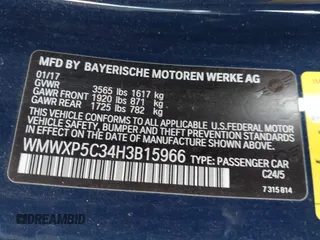 MFD BY BAYERISCHE MOTOREN WERKE AG
01/17
GVWR 3565 lbs 1617 kg
GAWR FRONT 1920 lbs 871 kg
GAWR REAR 1725 lbs 782 kg
THIS VEHICLE CONFORMS TO ALL APPLICABLE
FEDERAL MOTOR VEHICLE SAFETY, BUMPER,
AND THEFT PREVENTION STANDARDS IN EFFECT ON
THE DATE OF MANUFACTURE SHOWN ABOVE.
WMWXP5C34H3B15966 TYPE: PASSENGER CAR
C24/5
7 315 814
DREAMBID